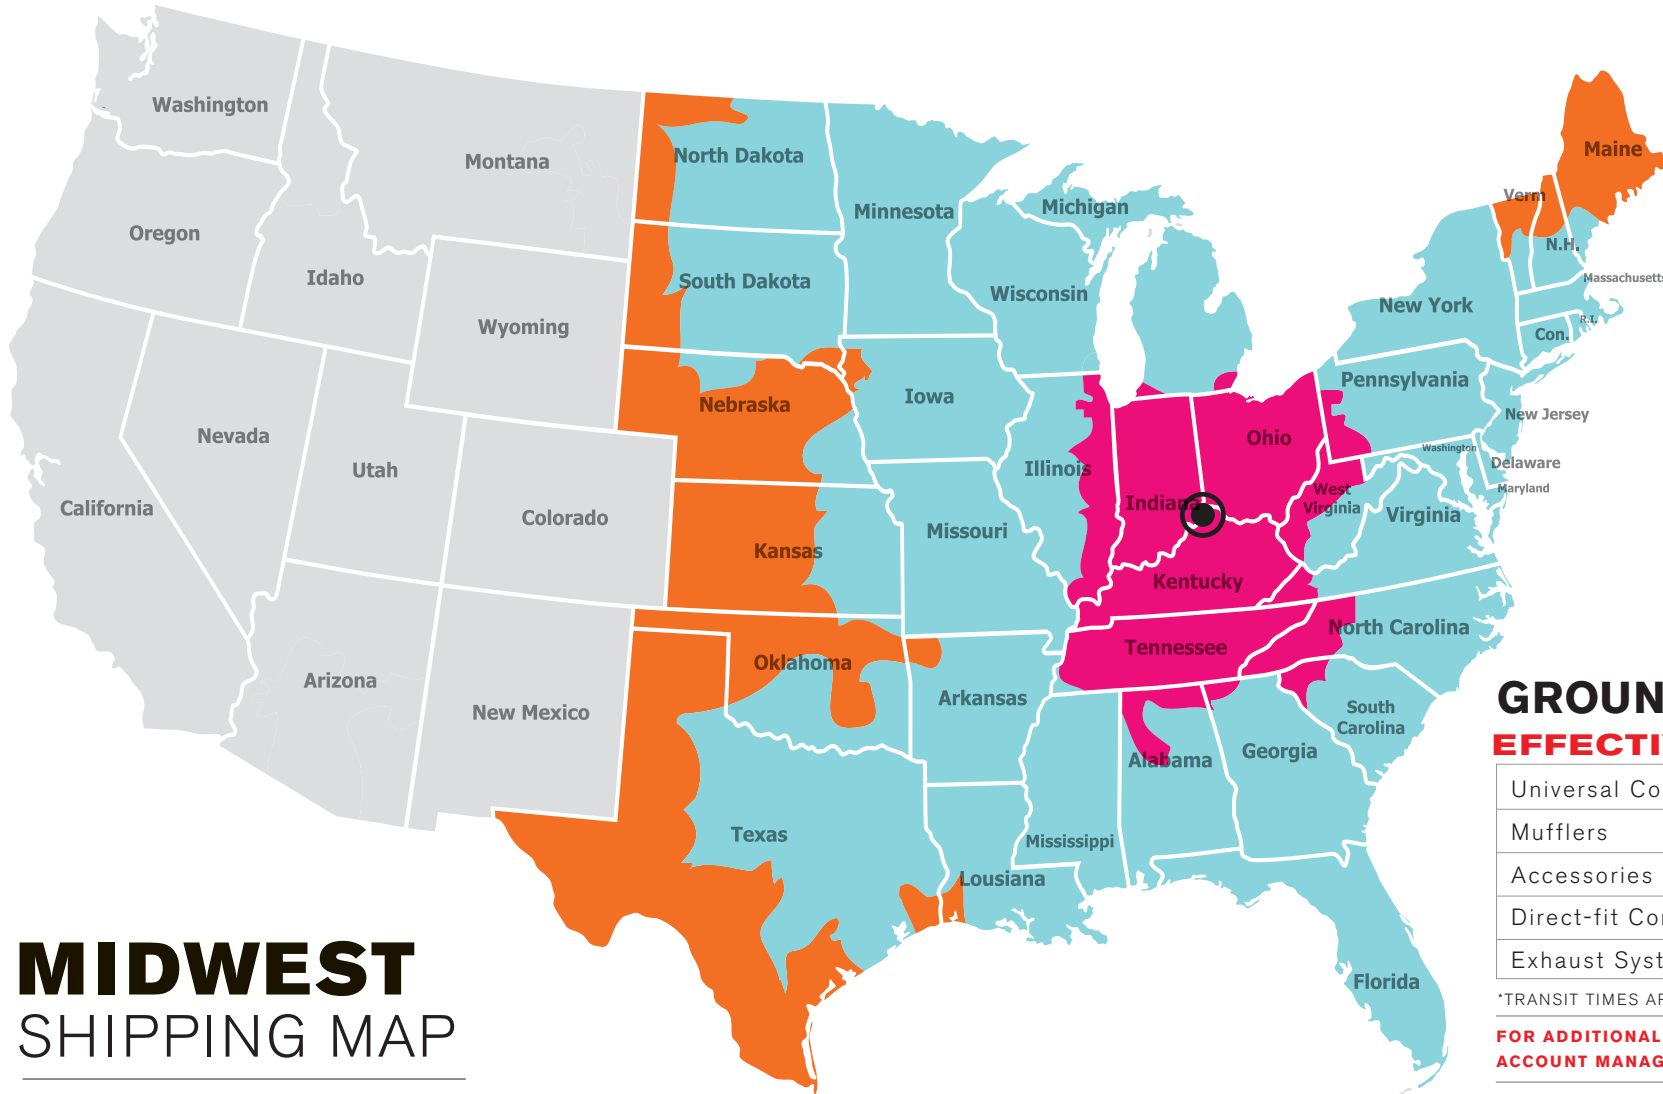 Washington
Montana
North Dakota
Maine
Verm
Minnesota
Michigan
Oregon
N.H.
Idaho
South Dakota
Massachusetts
Wisconsin
New York
Wyoming
R.I.
Con.
Pennsylvania
Iowa
Nebraska
New Jersey
Nevada
Ohio
Utah
Illinois
Washington
Delaware
California
Colorado
Indiana
West
Virginia
Maryland
Virginia
Missouri
Kansas
Kentucky
North Carolina
Tennessee
Oklahoma
Arizona
Arkansas
New Mexico
South
Carolina
Georgia
Alabama
Texas
Mississippi
Lousiana
Florida
MIDWEST
SHIPPING MAP
GROUN
EFFECTI
Universal Co
Mufflers
Accessories
Direct-fit Co
Exhaust Syst
*TRANSIT TIMES AR
FOR ADDITIONAL
ACCOUNT MANAG